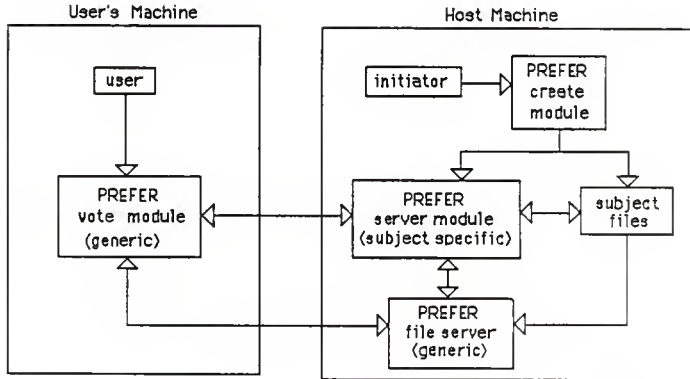 User's Machine
Host Machine
user
initiator
PREFER
create
module
PREFER
vote module
(generic)
PREFER
server module
(subject specific)
subject
files
PREFER
file server
(generic)